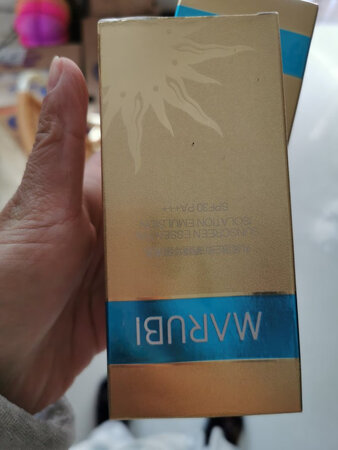 MARUBI
SUNSCREEN ESSENCE
ISOLATION EMULSION
SPF30 PA+++